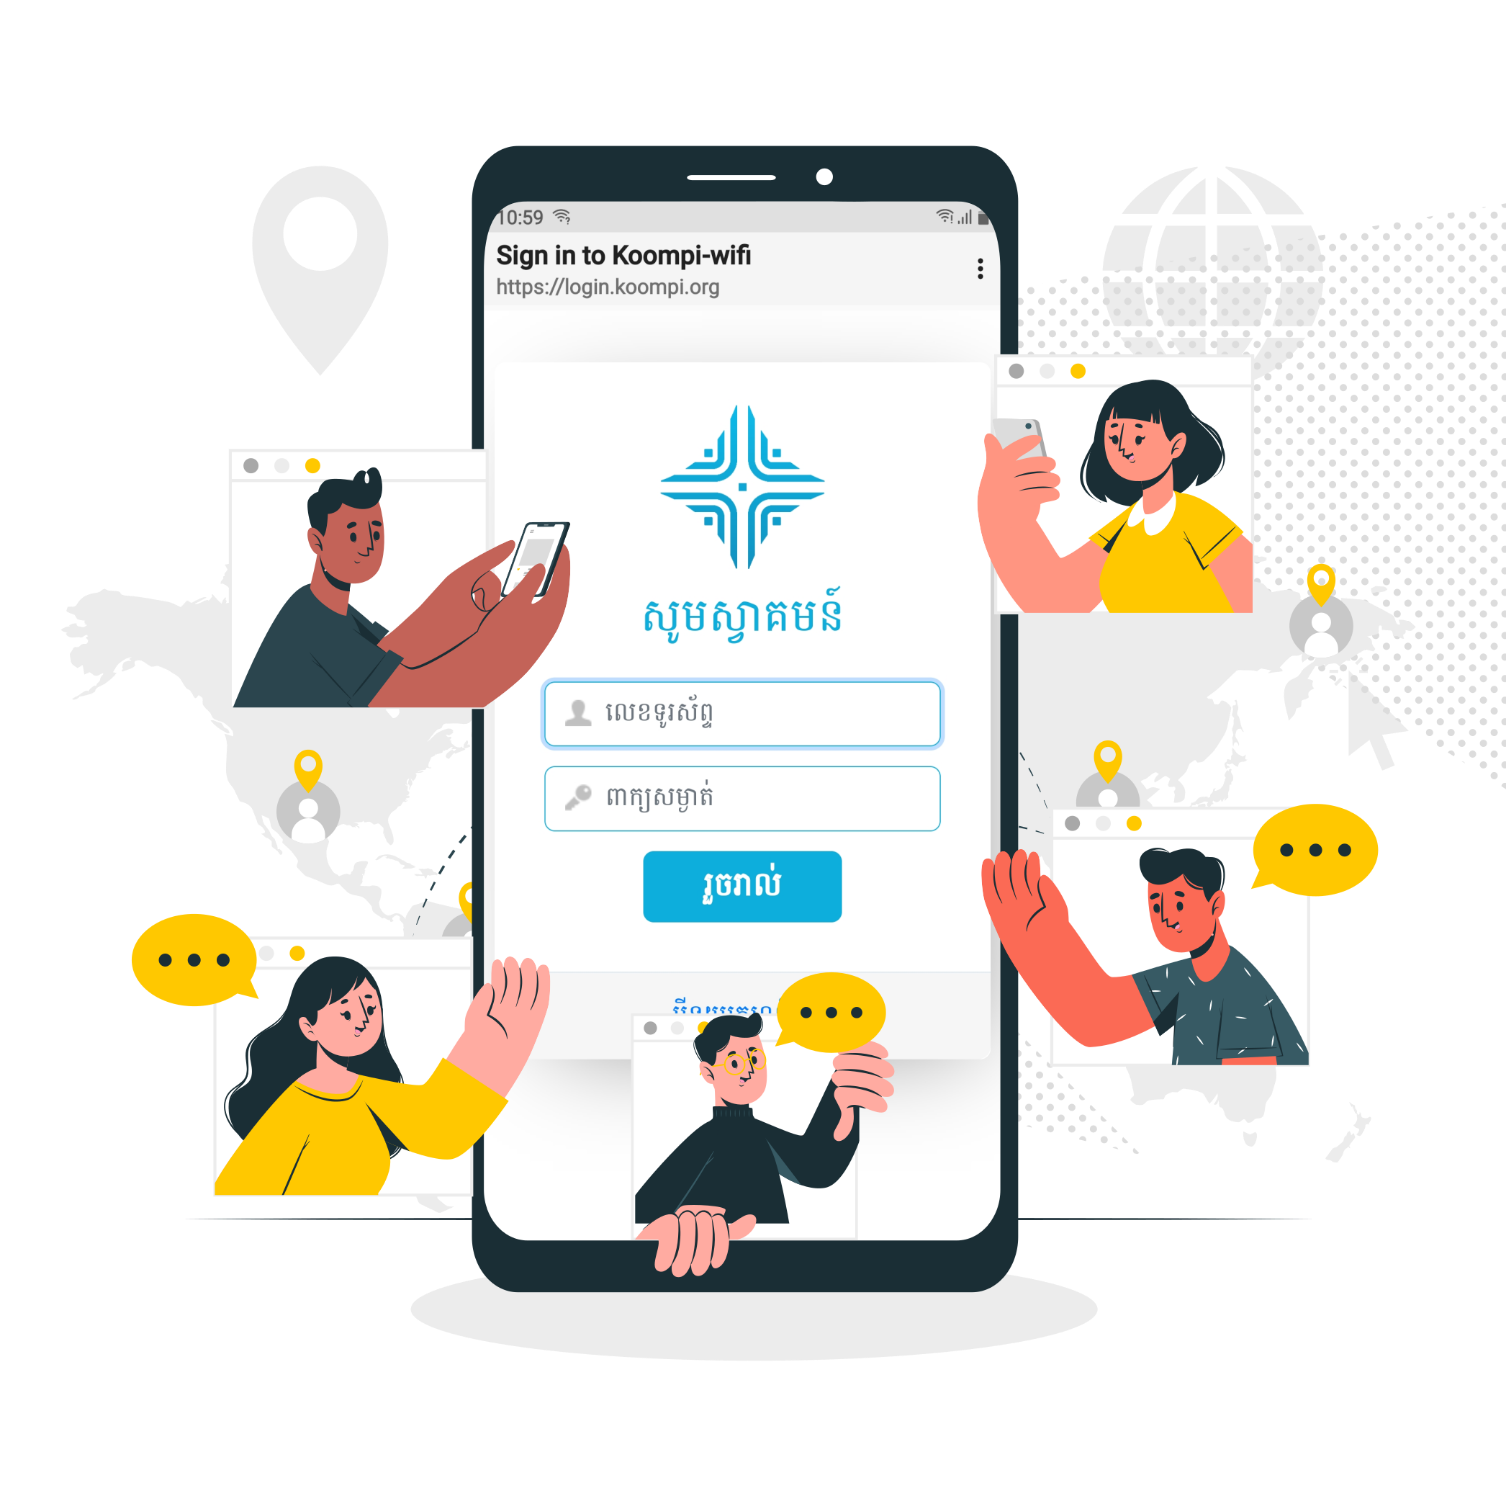 10:59
Sign in to Koompi-wifi
https://login.koompi.org
សូមស្វាគមន៍
លេខទូរស័ព្ទ
ពាក្យសម្ងាត់
រួចរាល់